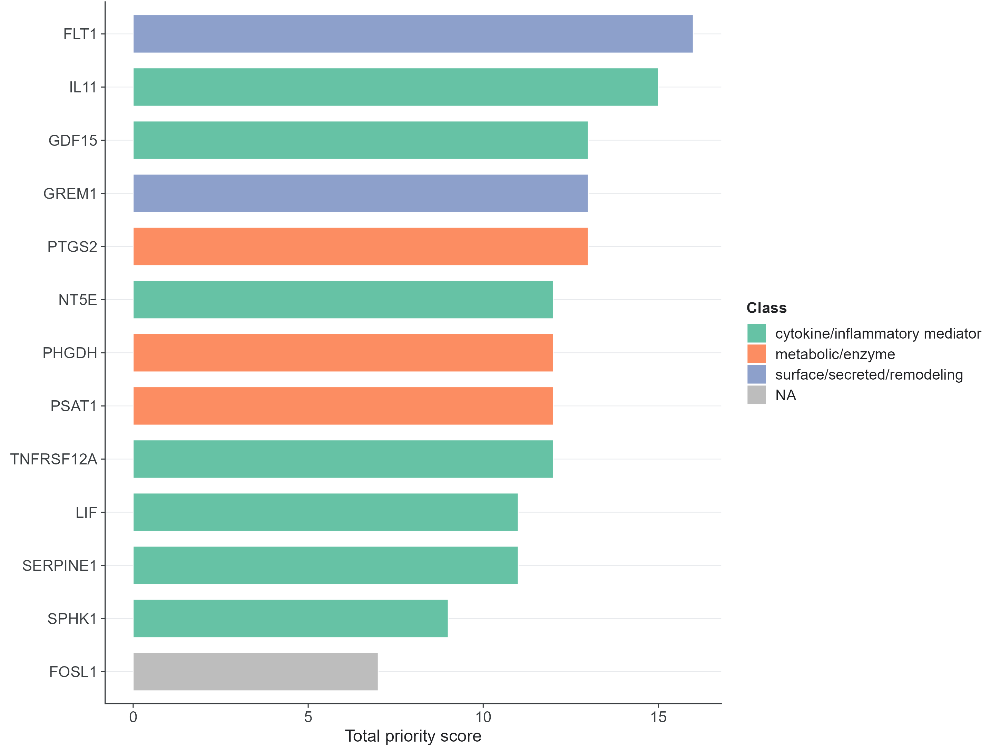 FLT1
IL11
GDF15
GREM1
PTGS2
NT5E
PHGDH
PSAT1
TNFRSF12A
LIF
SERPINE1
SPHK1
FOSL1
0 5 10 15
Total priority score
Class
cytokine/inflammatory mediator
metabolic/enzyme
surface/secreted/remodeling
NA